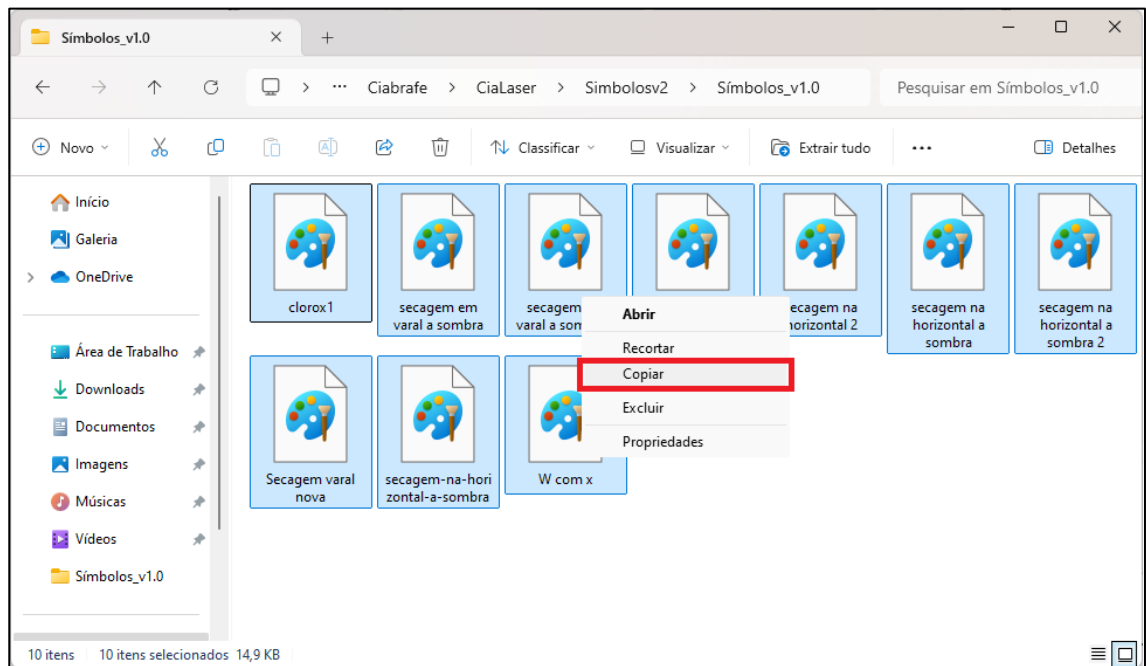 Símbolos_v1.0
Ciabrafe > CiaLaser > Simbolosv2 > Símbolos_v1.0
Pesquisar em Símbolos_v1.0
Novo
Classificar
Visualizar
Extrair tudo
Detalhes
Início
Galeria
OneDrive
Área de Trabalho
Downloads
Documentos
Imagens
Músicas
Vídeos
Símbolos_v1.0
clorox1
secagem em
varal a sombra
secagem
varal a som
ecagem na
orizontal 2
secagem na
horizontal a
sombra
secagem na
horizontal a
sombra 2
Secagem varal
nova
secagem-na-hori
zontal-a-sombra
W com x
Abrir
Recortar
Copiar
Excluir
Propriedades
10 itens
10 itens selecionados 14,9 KB